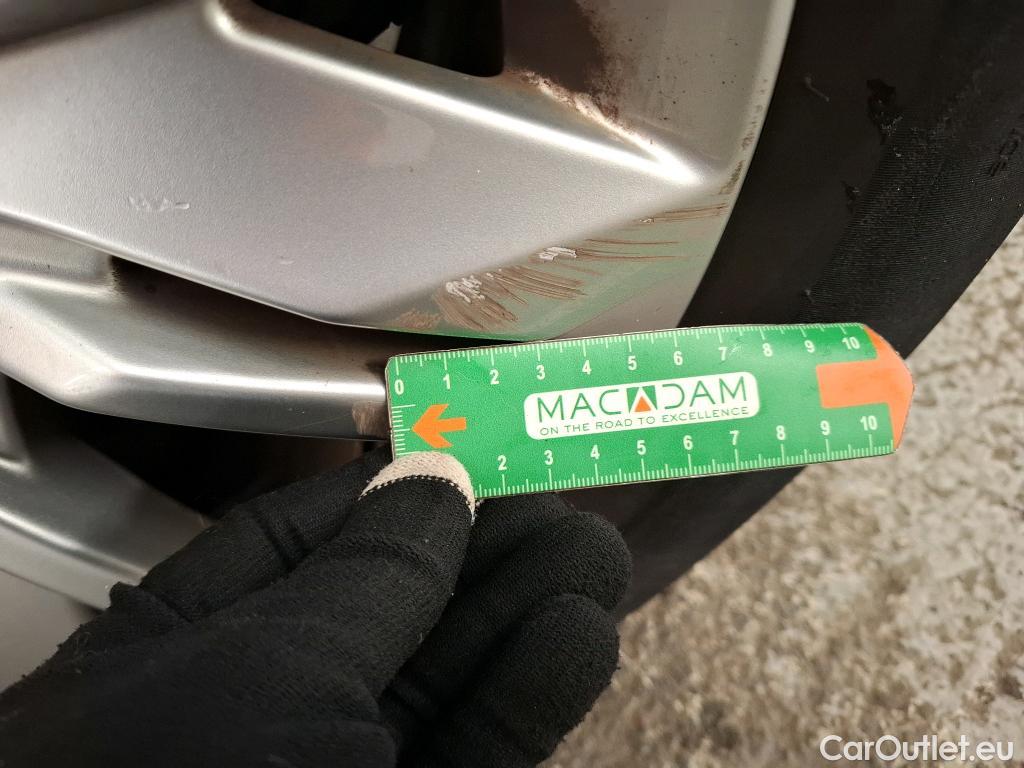 0 1 2 3 4 5 6 7 8 9 10
MACADAM
ON THE ROAD TO EXCELLENCE
2 3 4 5 6 7 8 9 10
CarOutlet.eu